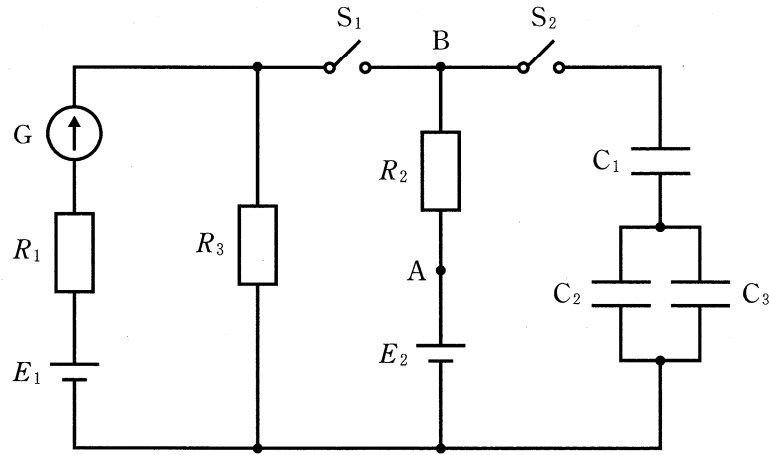 S₁
S₂
B
G
R₂
C₁
R₁
R₃
A
C₂
C₃
E₁
E₂